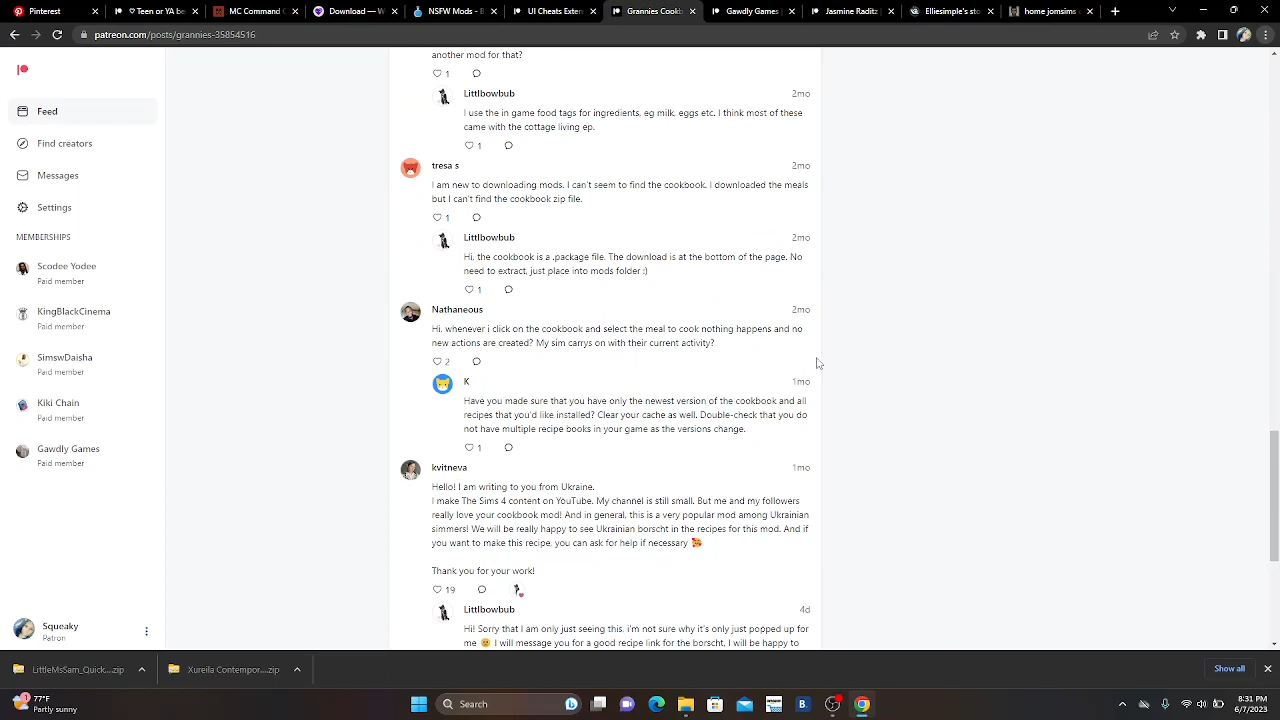 Pinterest
♡ Teen or YA be
MC Command C
Download — W
NSFW Mods - E
UI Cheats Exten
Grannies Cookb
Gawdly Games |
Jasmine Raditz |
Elliesimple's sto
home jomsims c
patreon.com/posts/grannies-35854516
another mod for that?
1
Littlbowbub 2mo
I use the in game food tags for ingredients, eg milk, eggs etc. I think most of these
came with the cottage living ep.
1
tresa s 2mo
I am new to downloading mods. I can't seem to find the cookbook. I downloaded the meals
but I can't find the cookbook zip file.
1
Littlbowbub 2mo
Hi, the cookbook is a .package file. The download is at the bottom of the page. No
need to extract, just place into mods folder :)
1
Nathaneous 2mo
Hi. whenever i click on the cookbook and select the meal to cook nothing happens and no
new actions are created? My sim carrys on with their current activity?
2
K 1mo
Have you made sure that you have only the newest version of the cookbook and all
recipes that you'd like installed? Clear your cache as well. Double-check that you do
not have multiple recipe books in your game as the versions change.
1
kvitneva 1mo
Hello! I am writing to you from Ukraine.
I make The Sims 4 content on YouTube. My channel is still small. But me and my followers
really love your cookbook mod! And in general, this is a very popular mod among Ukrainian
simmers! We will be really happy to see Ukrainian borscht in the recipes for this mod. And if
you want to make this recipe, you can ask for help if necessary 🥰
Thank you for your work!
19
Littlbowbub 4d
Hi! Sorry that I am only just seeing this, i'm not sure why it's only just popped up for
me 🫤 I will message you for a good recipe link for the borscht, I will be happy to
Feed
Find creators
Messages
Settings
MEMBERSHIPS
Scodee Yodee
Paid member
KingBlackCinema
Paid member
SimswDaisha
Paid member
Kiki Chain
Paid member
Gawdly Games
Paid member
Squeaky
Patron
LittleMsSam_Quick....zip
Xureila Contempor....zip
Show all
1
77°F
Partly sunny
Search
8:31 PM
6/7/2023